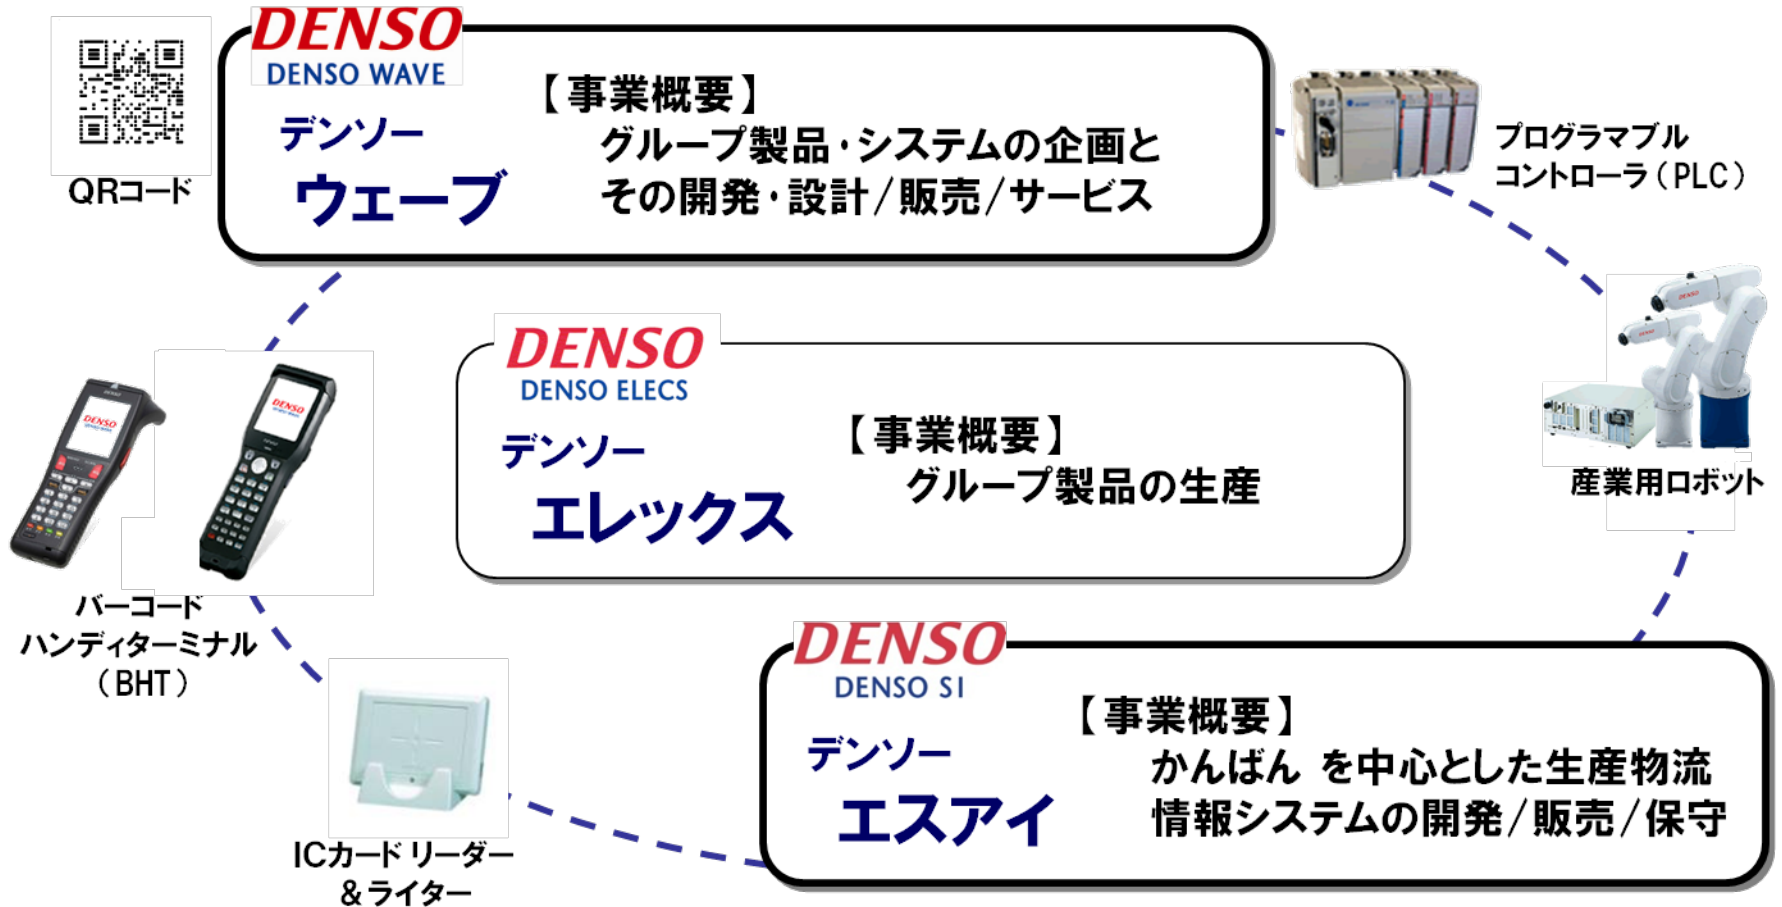 DENSO
DENSO WAVE
デンソー
ウェーブ
【事業概要】
グループ製品・システムの企画と
その開発・設計/販売/サービス
QRコード
プログラマブル
コントローラ(PLC)
DENSO
DENSO
産業用ロボット
DENSO
DENSO ELECS
デンソー
エレックス
【事業概要】
グループ製品の生産
DENSO
DENSO WAVE
DENSO
DENSO WAVE
バーコード
ハンディターミナル
(BHT)
ICカード リーダー
&ライター
DENSO
DENSO SI
デンソー
エスアイ
【事業概要】
かんばん を中心とした生産物流
情報システムの開発/販売/保守